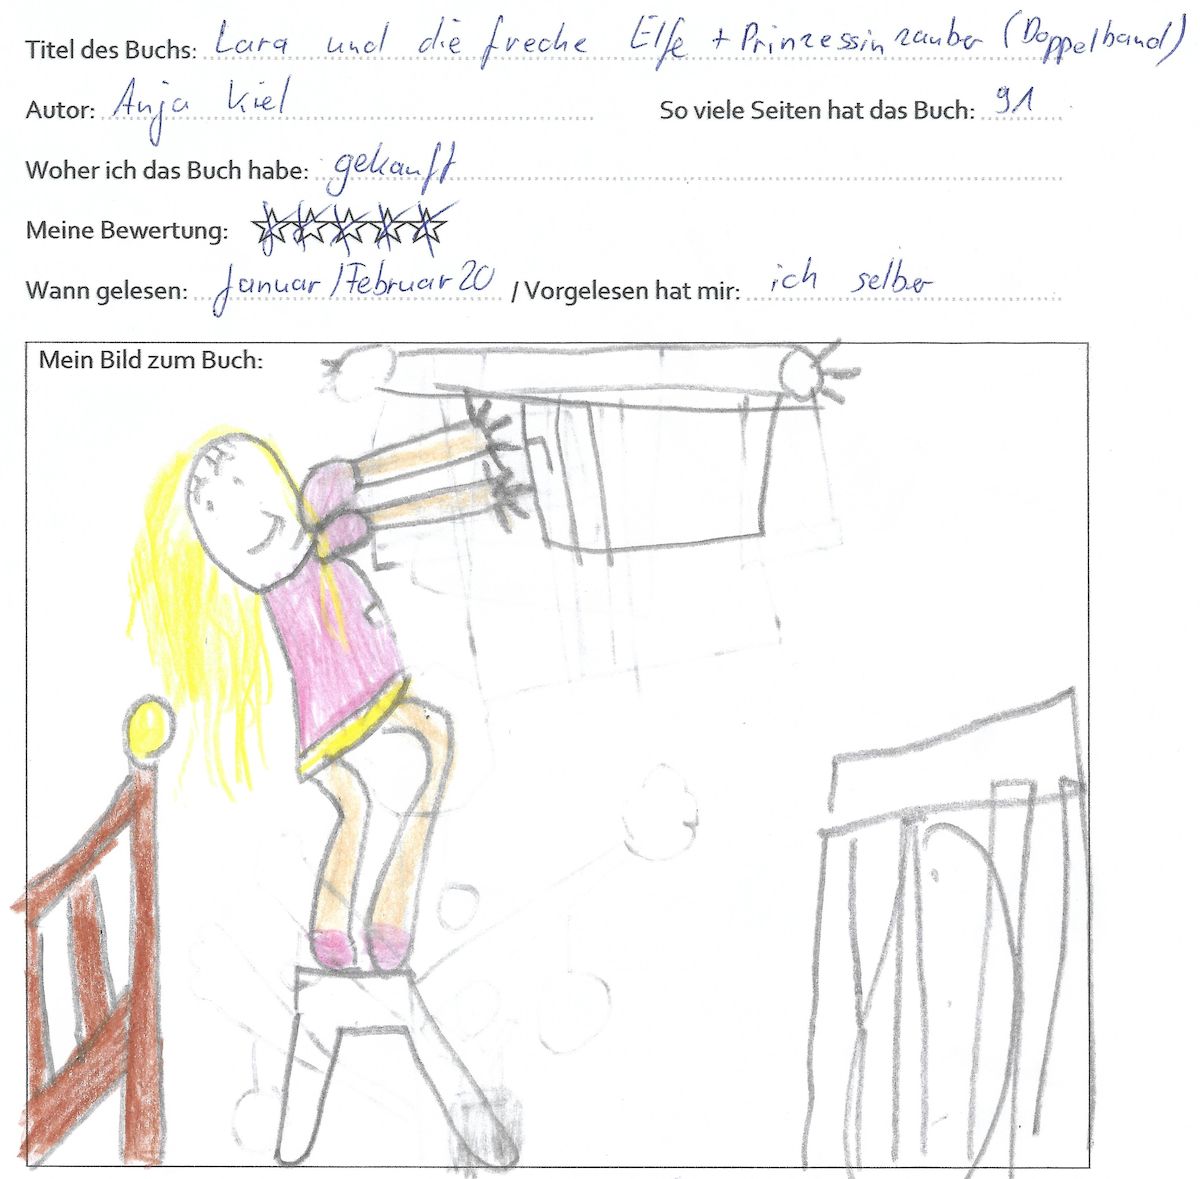 Titel des Buchs: Lara und die freche Elfe + Prinzessinzauber (Doppelband)
Autor: Anja Kiel So viele Seiten hat das Buch: 91
Woher ich das Buch habe: gekauft
Meine Bewertung:
Wann gelesen: Januar/Februar 20 / Vorgelesen hat mir: ich selber
Mein Bild zum Buch: